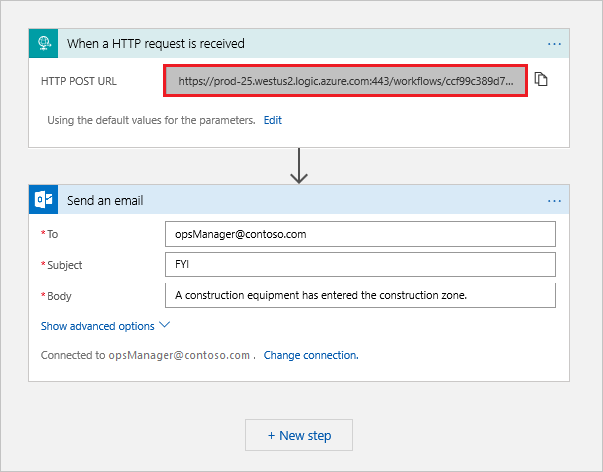 When a HTTP request is received
...
HTTP POST URL
https://prod-25.westus2.logic.azure.com:443/workflows/ccf99c389d7...
Using the default values for the parameters. Edit
Send an email
...
* To
opsManager@contoso.com
* Subject
FYI
* Body
A construction equipment has entered the construction zone.
Show advanced options
Connected to opsManager@contoso.com . Change connection.
+ New step